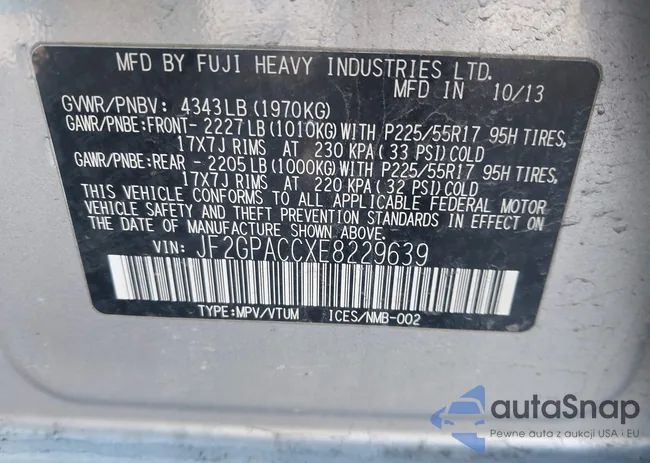 MFD BY FUJI HEAVY INDUSTRIES LTD.
MFD IN 10/13
GVWR/PNBV: 4343LB(1970KG)
GAWR/PNBE:FRONT- 2227LB(1010KG)WITH P225/55R17 95H TIRES,
17X7J RIMS AT 230 KPA(33 PSI)COLD
GAWR/PNBE:REAR - 2205LB(1000KG)WITH P225/55R17 95H TIRES,
17X7J RIMS AT 220 KPA(32 PSI)COLD
THIS VEHICLE CONFORMS TO ALL APPLICABLE FEDERAL MOTOR
VEHICLE SAFETY AND THEFT PREVENTION STANDARDS IN EFFECT ON
THE DATE OF MANUFACTURE SHOWN ABOVE.
VIN: JF2GPACCXE8229639
TYPE:MPV/VTUM ICES/NMB-002
autoSnap
Pewne auta z aukcji USA i EU